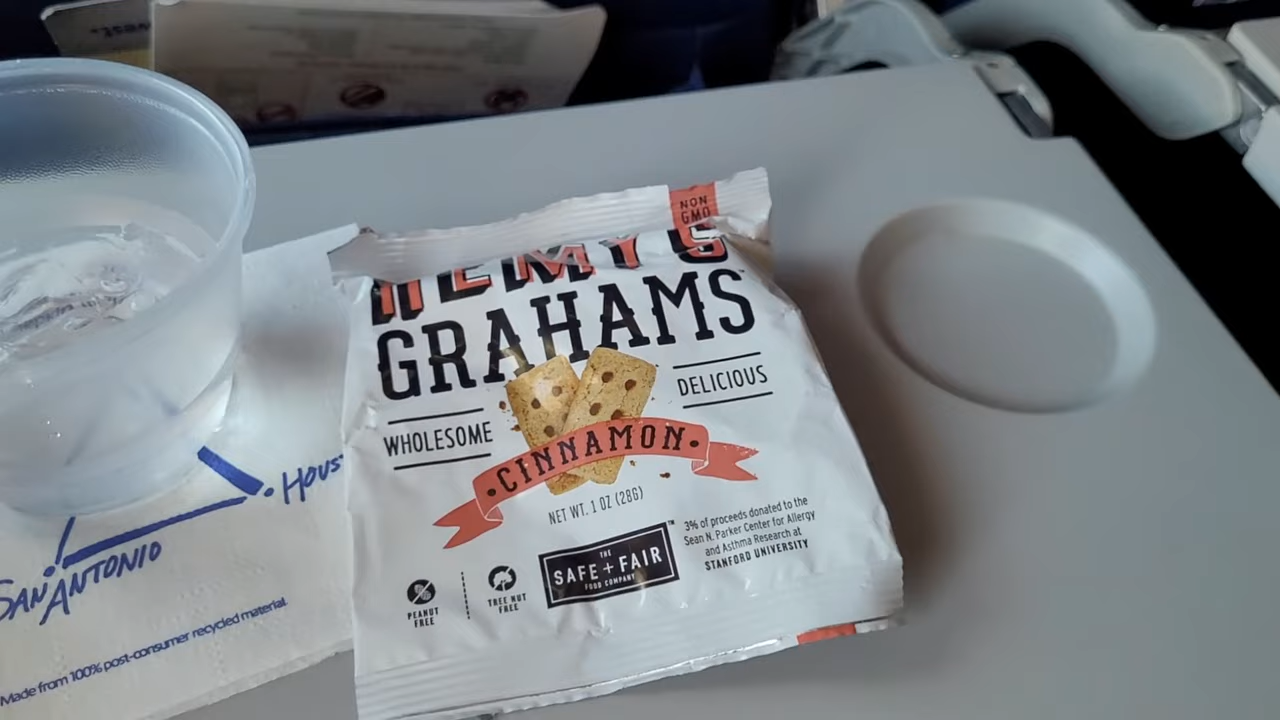 NON
GMO
GRAHAMS™
WHOLESOME
DELICIOUS
•CINNAMON•
NET WT. 1 OZ (28G)
3% of proceeds donated to the
Sean N. Parker Center for Allergy
and Asthma Research at
STANFORD UNIVERSITY
THE
SAFE+FAIR™
FOOD COMPANY
PEANUT
FREE
TREE NUT
FREE
HOUS
SAN ANTONIO
Made from 100% post-consumer recycled material.